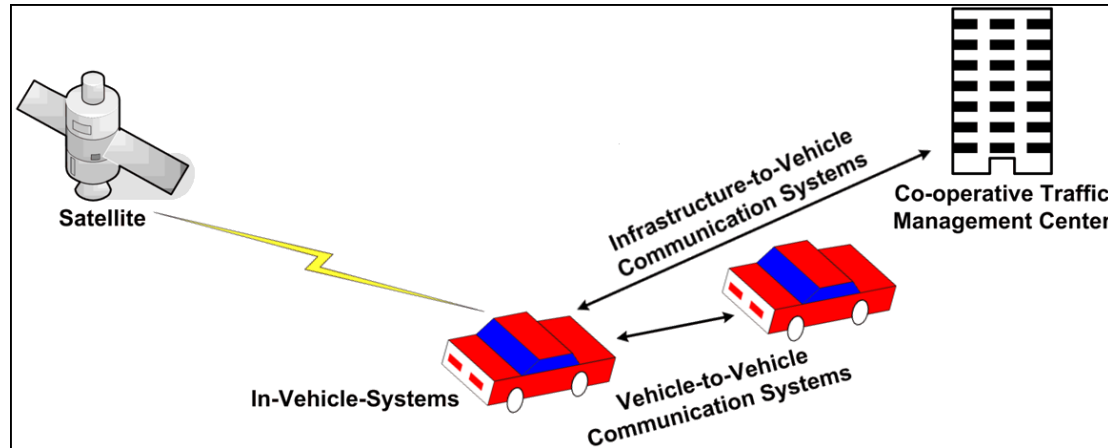 Satellite
Infrastructure-to-Vehicle
Communication Systems
Co-operative Traffic
Management Center
In-Vehicle-Systems
Vehicle-to-Vehicle
Communication Systems